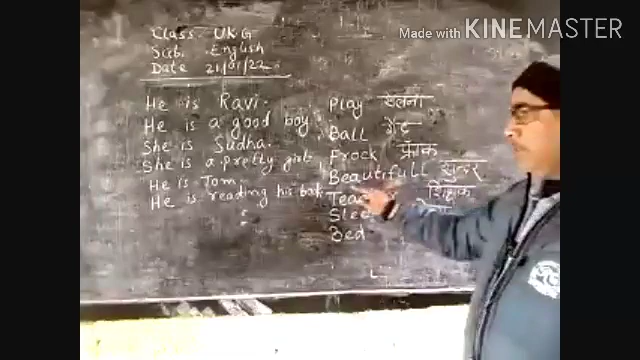 Made with KINEMASTER
Class. UKG
Sub. English
Date 21/01/22
He is Ravi.
He is a good boy.
She is Sudha.
She is a pretty girl.
He is Tom.
He is reading his book
Play खेलना
Ball गेंद
Frock फ्राक
Beautifull सुन्दर
शिक्षक
Bed